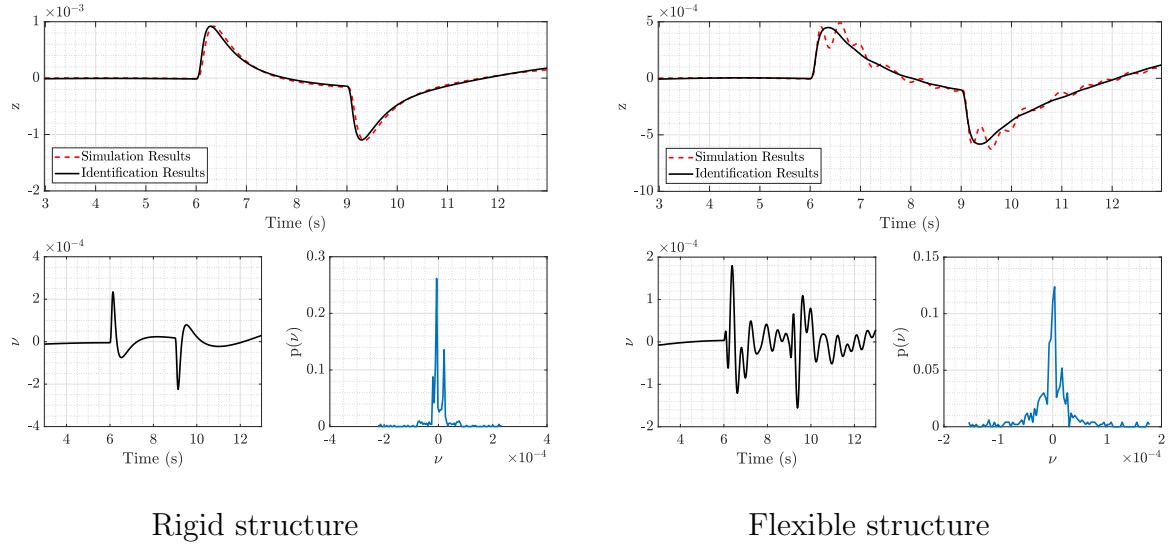 ×10⁻³
1
0
-1
-2
z
Simulation Results
Identification Results
3 4 5 6 7 8 9 10 11 12
Time (s)
×10⁻⁴
4
2
0
-2
-4
ν
4 6 8 10 12
Time (s)
0.3
0.2
0.1
0
p(ν)
-4 -2 0 2 4
ν
×10⁻⁴
Rigid structure
×10⁻⁴
5
0
-5
-10
z
Simulation Results
Identification Results
3 4 5 6 7 8 9 10 11 12
Time (s)
×10⁻⁴
2
1
0
-1
-2
ν
4 6 8 10 12
Time (s)
0.15
0.1
0.05
0
p(ν)
-2 -1 0 1 2
ν
×10⁻⁴
Flexible structure